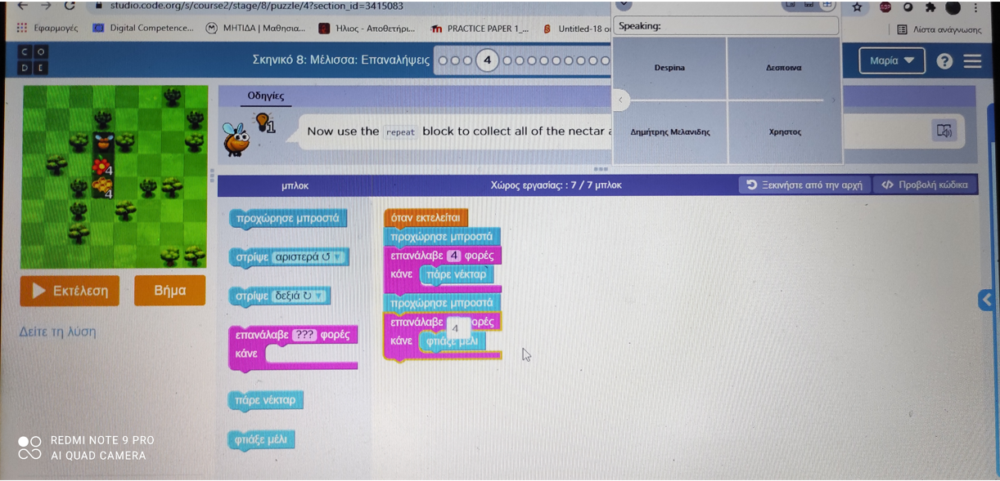 studio.code.org/s/course2/stage/8/puzzle/4?section_id=3415083
Εφαρμογές
Digital Competence...
ΜΗΤΙΔΑ | Μαθησια...
Ήλιος - Αποθετήρι...
PRACTICE PAPER 1_...
Untitled-18
Λίστα ανάγνωσης
Speaking:
Despina
Δεσποινα
Δημήτρης Μελανιδης
Χρηστος
C O
D E
Σκηνικό 8: Μέλισσα: Επαναλήψεις
4
Μαρία
?
Οδηγίες
1
Now use the repeat block to collect all of the nectar
4
4
μπλοκ
Χώρος εργασίας: : 7 / 7 μπλοκ
Ξεκινήστε από την αρχή
Προβολή κώδικα
Εκτέλεση
Βήμα
Δείτε τη λύση
προχώρησε μπροστά
στρίψε αριστερά ↺
στρίψε δεξιά ↻
επανάλαβε ??? φορές
κάνε
πάρε νέκταρ
φτιάξε μέλι
όταν εκτελείται
προχώρησε μπροστά
επανάλαβε 4 φορές
κάνε πάρε νέκταρ
προχώρησε μπροστά
επανάλαβε 4 ορές
κάνε φτιάξε μέλι
REDMI NOTE 9 PRO
AI QUAD CAMERA